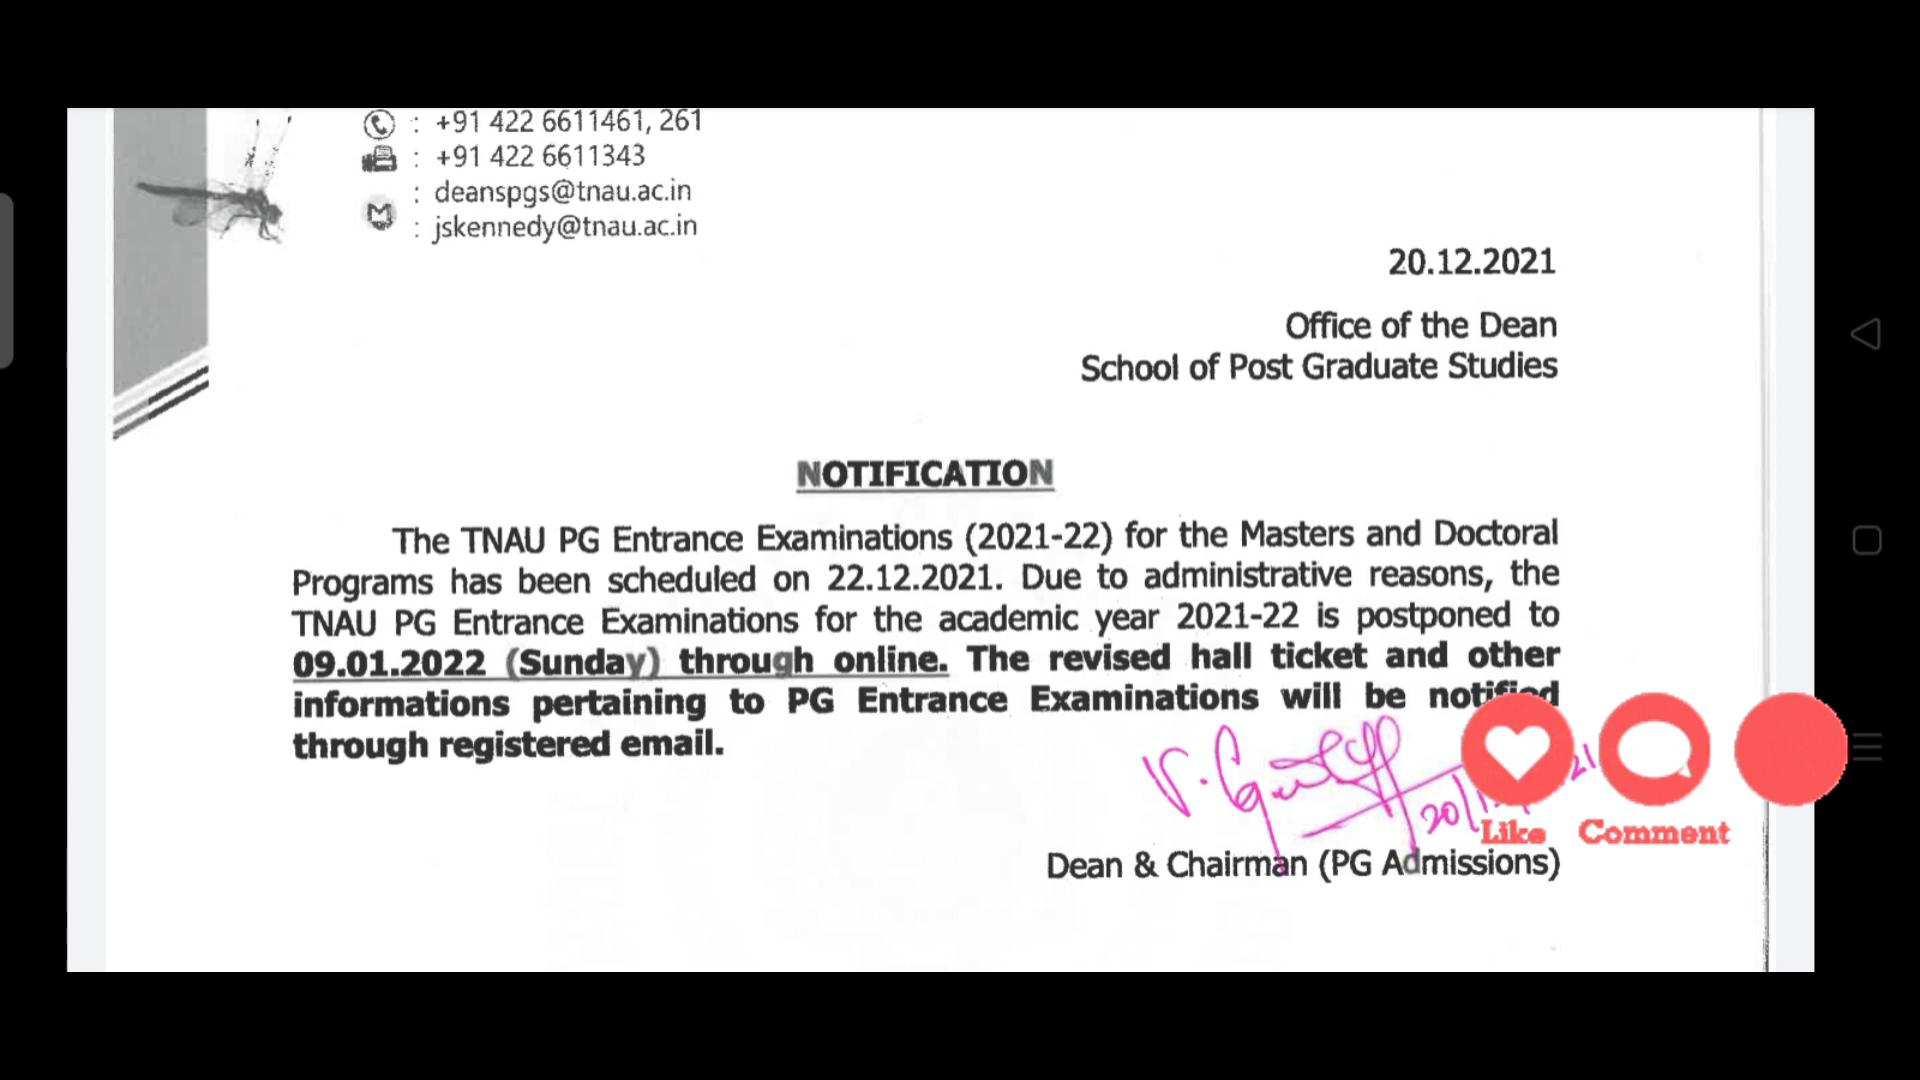 : +91 422 6611461, 261
: +91 422 6611343
: deanspgs@tnau.ac.in
: jskennedy@tnau.ac.in
20.12.2021
Office of the Dean
School of Post Graduate Studies
NOTIFICATION
The TNAU PG Entrance Examinations (2021-22) for the Masters and Doctoral
Programs has been scheduled on 22.12.2021. Due to administrative reasons, the
TNAU PG Entrance Examinations for the academic year 2021-22 is postponed to
09.01.2022 (Sunday) through online. The revised hall ticket and other
informations pertaining to PG Entrance Examinations will be notified
through registered email.
Like Comment
Dean & Chairman (PG Admissions)